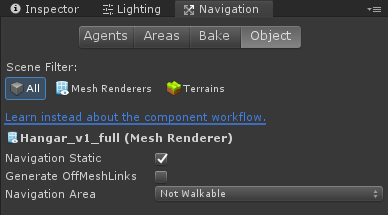 Inspector Lighting Navigation
Agents Areas Bake Object
Scene Filter:
All Mesh Renderers Terrains
Learn instead about the component workflow.
Hangar_v1_full (Mesh Renderer)
Navigation Static
Generate OffMeshLinks
Navigation Area Not Walkable